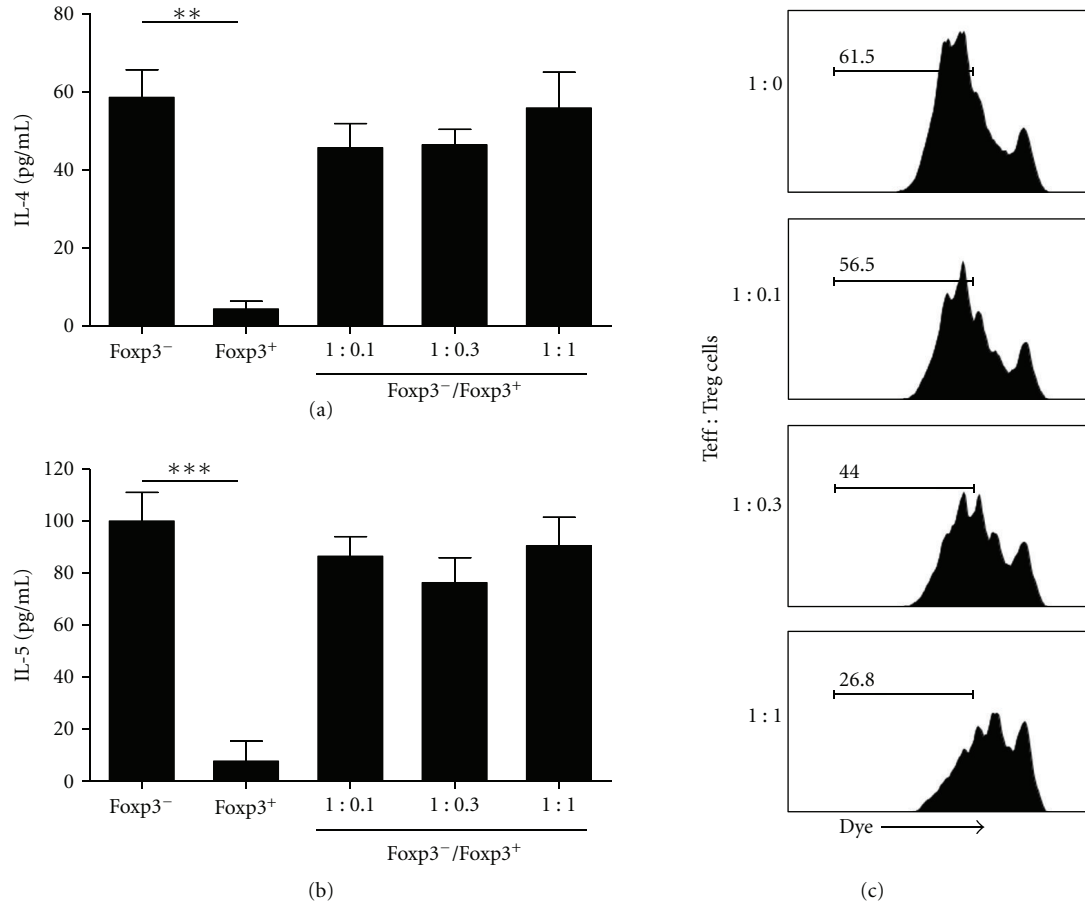 80
60
40
20
0
IL-4 (pg/mL)
**
Foxp3⁻
Foxp3⁺
1 : 0.1
1 : 0.3
1 : 1
Foxp3⁻/Foxp3⁺
(a)
120
100
80
60
40
20
0
IL-5 (pg/mL)
***
Foxp3⁻
Foxp3⁺
1 : 0.1
1 : 0.3
1 : 1
Foxp3⁻/Foxp3⁺
(b)
Teff : Treg cells
1 : 0
61.5
1 : 0.1
56.5
1 : 0.3
44
1 : 1
26.8
Dye
(c)